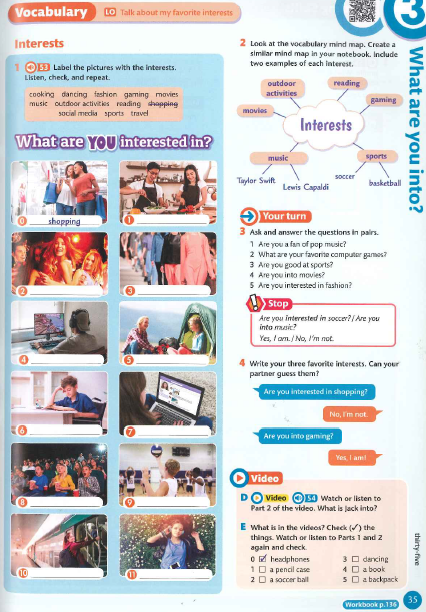 Vocabulary
LO Talk about my favorite interests
3
What are you into?
Interests
1 53 Label the pictures with the interests.
Listen, check, and repeat.
cooking dancing fashion gaming movies
music outdoor activities reading shopping
social media sports travel
What are YOU interested in?
0 shopping
1
2
3
4
5
6
7
8
9
10
11
2 Look at the vocabulary mind map. Create a
similar mind map in your notebook. Include
two examples of each interest.
outdoor
activities
reading
gaming
movies
Interests
music
sports
Taylor Swift
Lewis Capaldi
soccer
basketball
Your turn
3 Ask and answer the questions in pairs.
1 Are you a fan of pop music?
2 What are your favorite computer games?
3 Are you good at sports?
4 Are you into movies?
5 Are you interested in fashion?
Stop
Are you interested in soccer? / Are you
into music?
Yes, I am. / No, I'm not.
4 Write your three favorite interests. Can your
partner guess them?
Are you interested in shopping?
No, I'm not.
Are you into gaming?
Yes, I am!
Video
D Video 54 Watch or listen to
Part 2 of the video. What is Jack into?
E What is in the videos? Check (✓) the
things. Watch or listen to Parts 1 and 2
again and check.
0 ☑ headphones
1 ☐ a pencil case
2 ☐ a soccer ball
3 ☐ dancing
4 ☐ a book
5 ☐ a backpack
thirty-five
Workbook p.136
35